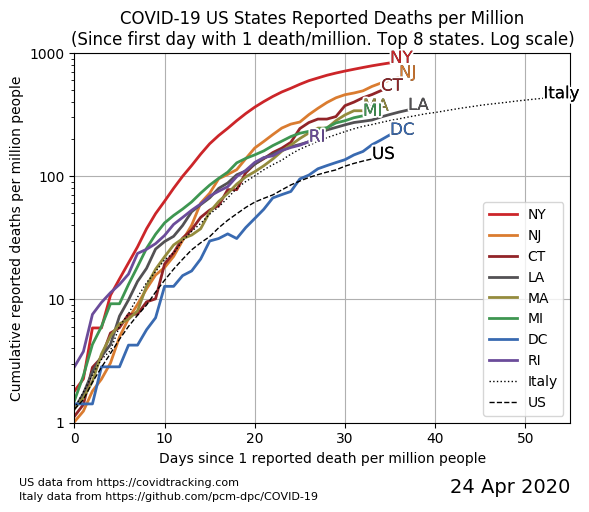 COVID-19 US States Reported Deaths per Million
(Since first day with 1 death/million. Top 8 states. Log scale)
Cumulative reported deaths per million people
1000
100
10
1
NY
NJ
CT
MA
MI
LA
RI
DC
US
Italy
NY
NJ
CT
LA
MA
MI
DC
RI
Italy
US
0 10 20 30 40 50
Days since 1 reported death per million people
US data from https://covidtracking.com
Italy data from https://github.com/pcm-dpc/COVID-19
24 Apr 2020